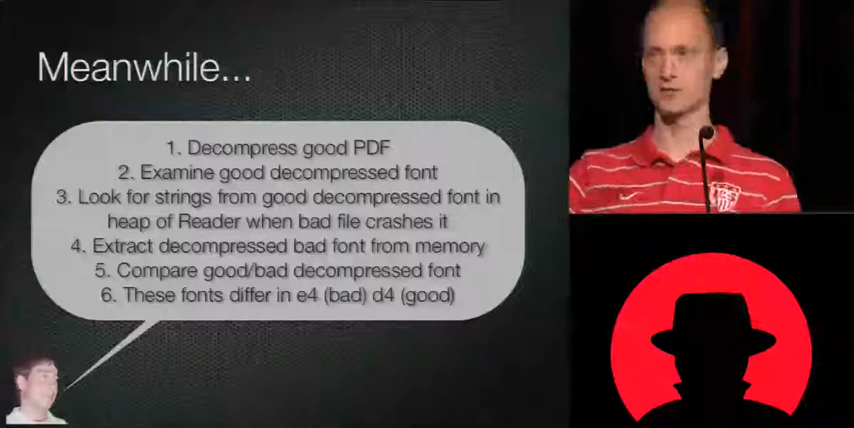 Meanwhile...
1. Decompress good PDF
2. Examine good decompressed font
3. Look for strings from good decompressed font in
heap of Reader when bad file crashes it
4. Extract decompressed bad font from memory
5. Compare good/bad decompressed font
6. These fonts differ in e4 (bad) d4 (good)